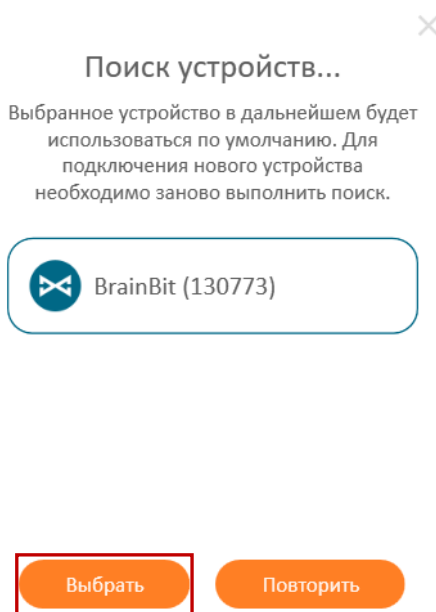 Поиск устройств...
Выбранное устройство в дальнейшем будет
использоваться по умолчанию. Для
подключения нового устройства
необходимо заново выполнить поиск.
BrainBit (130773)
Выбрать
Повторить